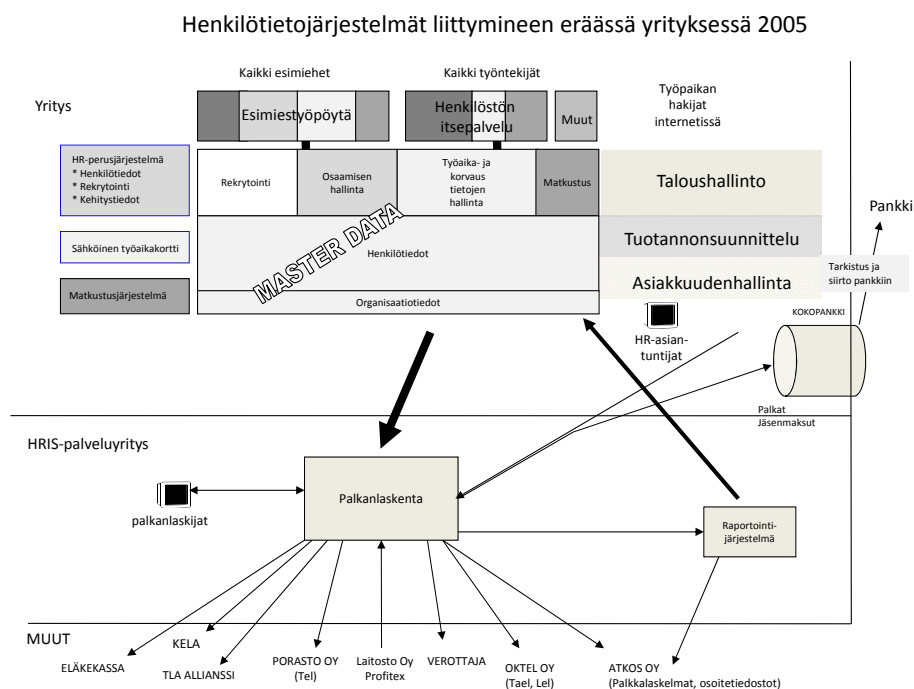 Henkilötietojärjestelmät liittymineen eräässä yrityksessä 2005
Kaikki esimiehet
Kaikki työntekijät
Yritys
Työpaikan
hakijat
internetissä
Esimiestyöpöytä
Henkilöstön
itsepalvelu
Muut
HR-perusjärjestelmä
* Henkilötiedot
* Rekrytointi
* Kehitystiedot
Rekrytointi
Osaamisen
hallinta
Työaika- ja
korvaus
tietojen
hallinta
Matkustus
Taloushallinto
Pankki
Sähköinen työaikakortti
MASTER DATA
Henkilötiedot
Tuotannonsuunnittelu
Matkustusjärjestelmä
Organisaatiotiedot
Asiakkuudenhallinta
Tarkistus ja
siirto pankkiin
KOKOPANKKI
HR-asian-
tuntijat
Palkat
Jäsenmaksut
HRIS-palveluyritys
palkanlaskijat
Palkanlaskenta
Raportointi-
järjestelmä
MUUT
ELÄKEKASSA
KELA
TLA ALLIANSSI
PORASTO OY
(Tel)
Laitosto Oy
Profitex
VEROTTAJA
OKTEL OY
(Tael, Lel)
ATKOS OY
(Palkkalaskelmat, osoitetiedostot)